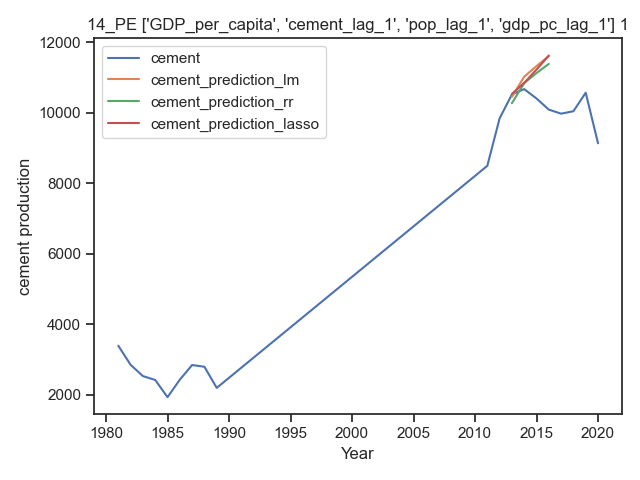 14_PE ['GDP_per_capita', 'cement_lag_1', 'pop_lag_1', 'gdp_pc_lag_1'] 1
12000
10000
8000
6000
4000
2000
cement production
cement
cement_prediction_lm
cement_prediction_rr
cement_prediction_lasso
1980 1985 1990 1995 2000 2005 2010 2015 2020
Year